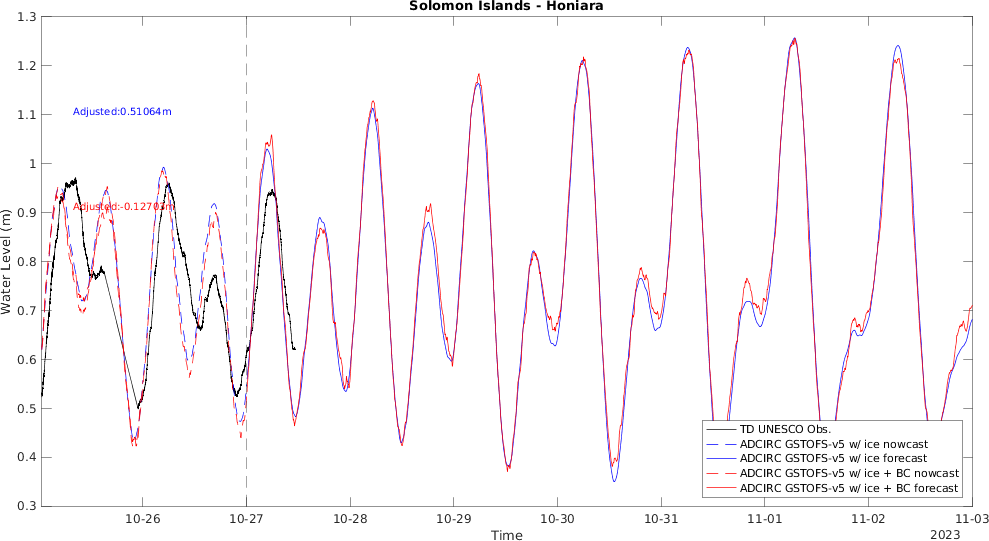 Solomon Islands - Honiara
1.3
1.2
1.1
1
0.9
0.8
0.7
0.6
0.5
0.4
0.3
Water Level (m)
Adjusted:0.51064m
Adjusted:-0.12703m
TD UNESCO Obs.
ADCIRC GSTOFS-v5 w/ ice nowcast
ADCIRC GSTOFS-v5 w/ ice forecast
ADCIRC GSTOFS-v5 w/ ice + BC nowcast
ADCIRC GSTOFS-v5 w/ ice + BC forecast
10-26 10-27 10-28 10-29 10-30 10-31 11-01 11-02 11-03
Time
2023